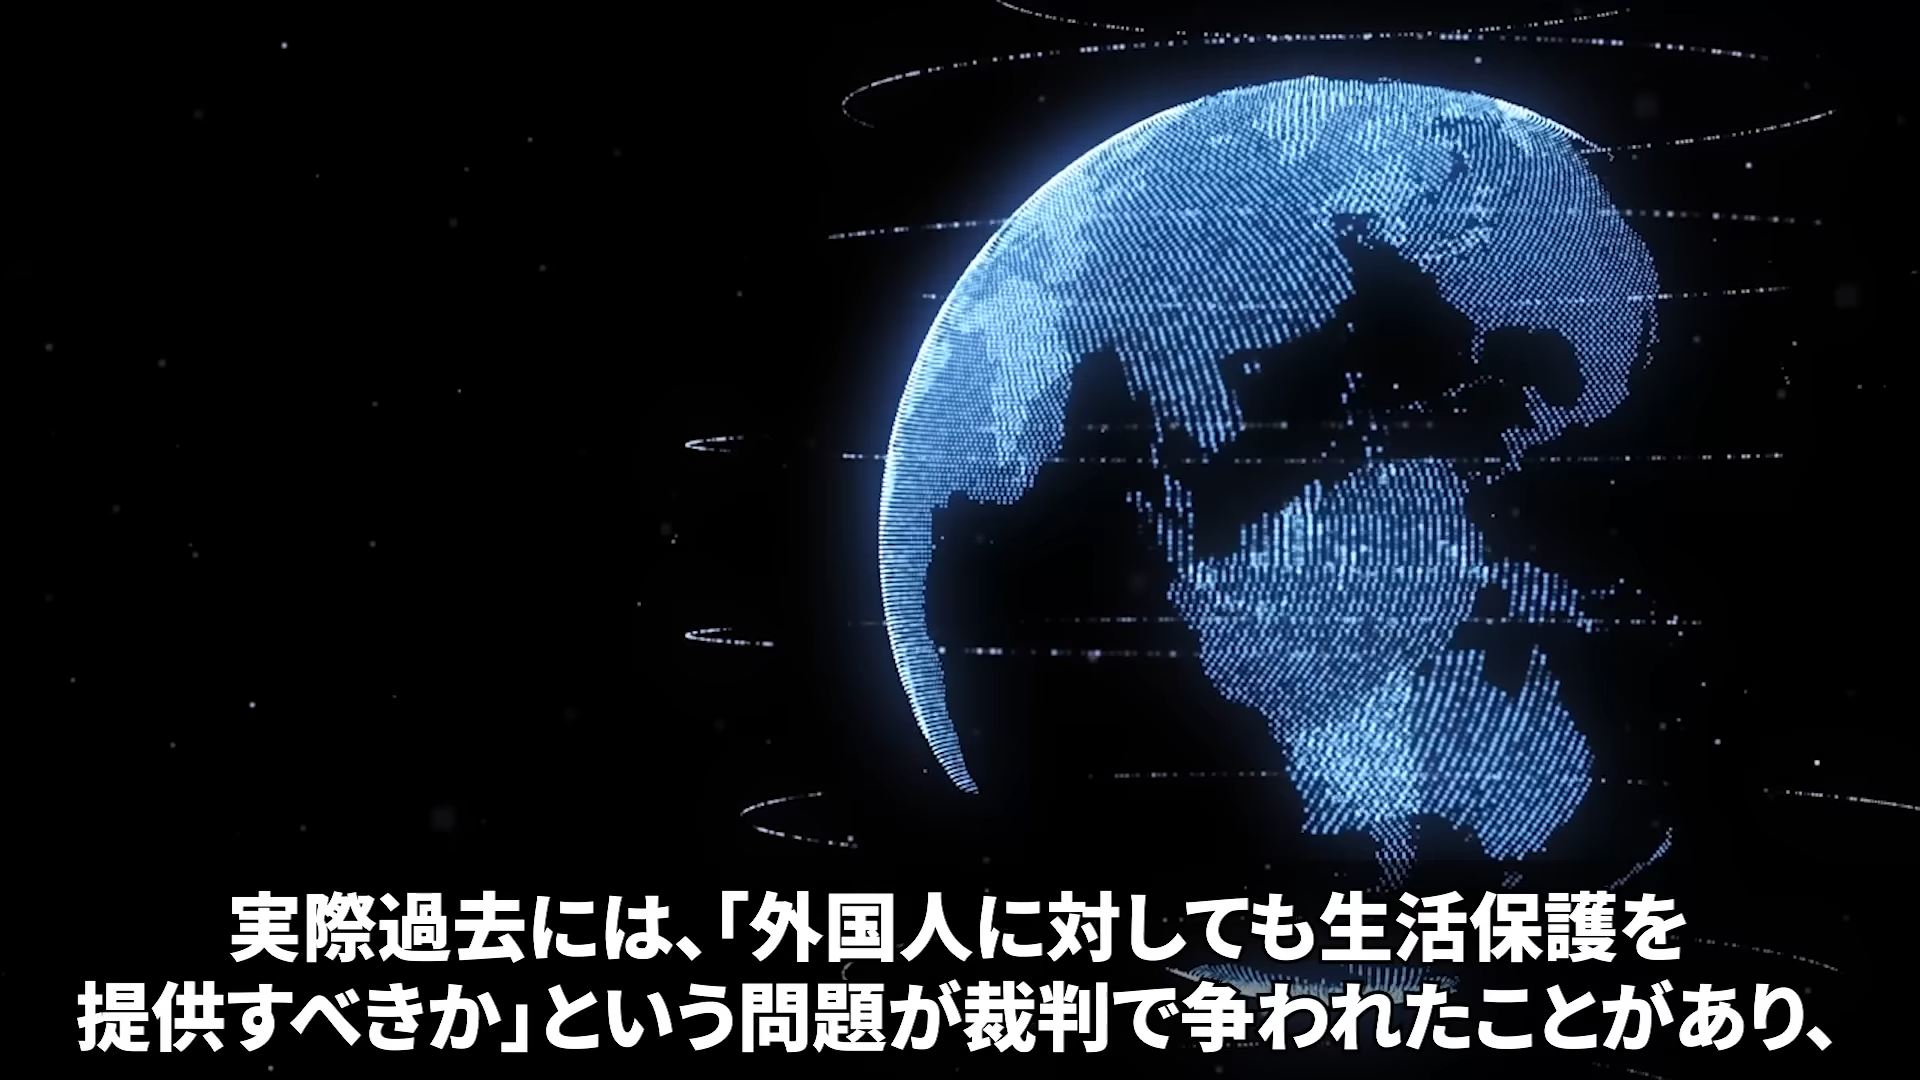 実際過去には、「外国人に対しても生活保護を
提供すべきか」という問題が裁判で争われたことがあり、